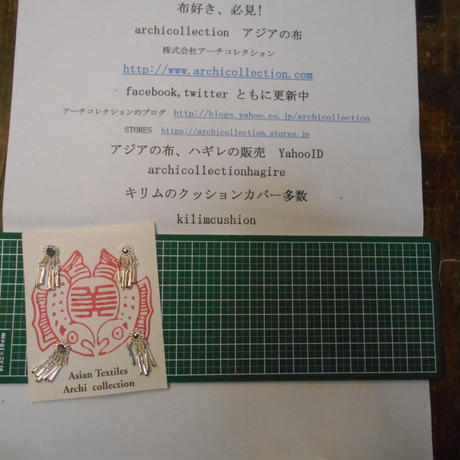 布好き、必見！
archicollection　アジアの布
株式会社アーチコレクション
http://www.archicollection.com
facebook,twitter ともに更新中
アーチコレクションのブログ　http://blogs.yahoo.co.jp/archicollection
STORES　https://archicollection.stores.jp
アジアの布、ハギレの販売　YahooID
archicollectionhagire
キリムのクッションカバー多数
kilimcushion
Asian Textiles
Archi collection